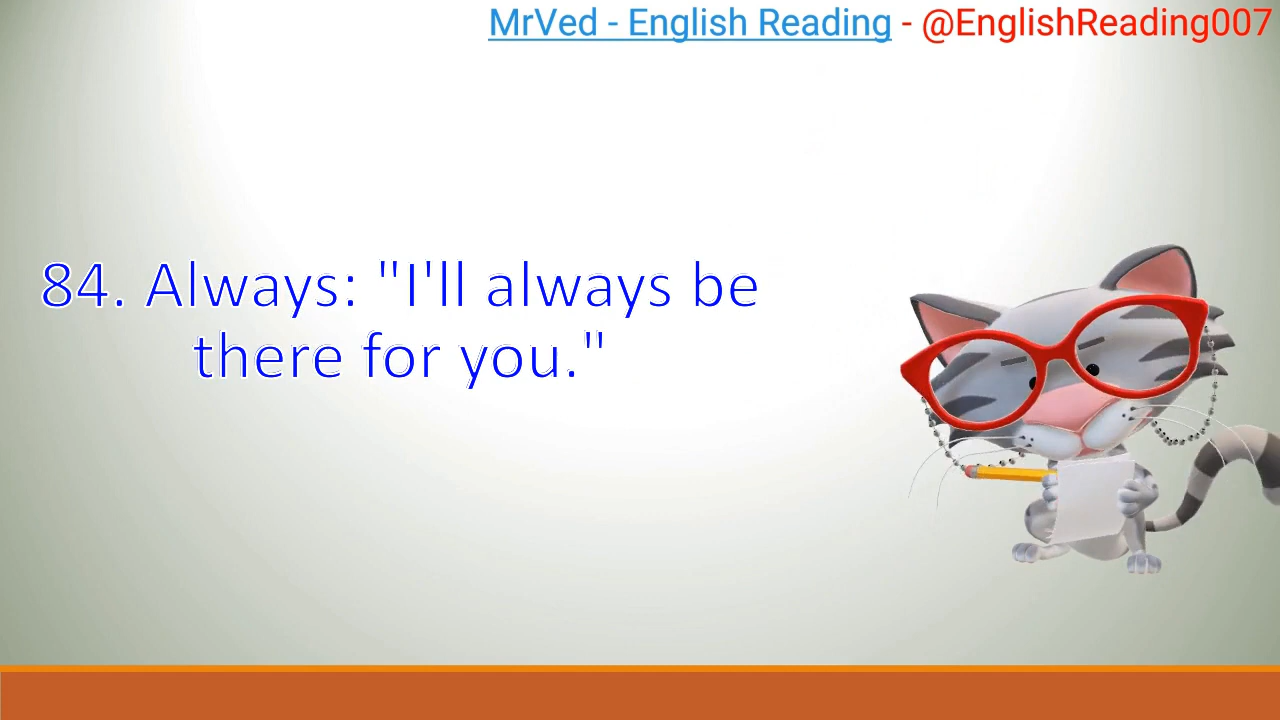 MrVed - English Reading - @EnglishReading007
84. Always: "I'll always be
there for you."